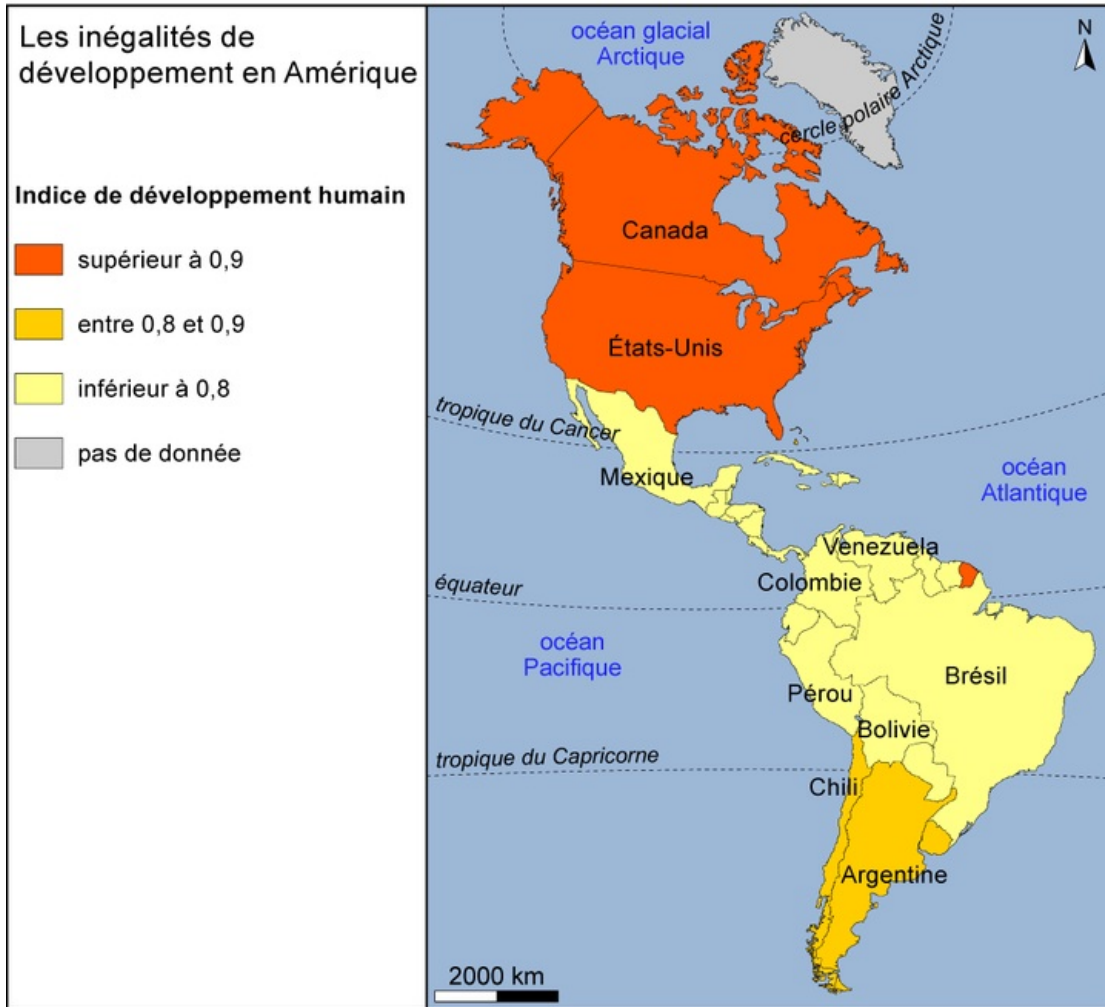 Les inégalités de
développement en Amérique
Indice de développement humain
supérieur à 0,9
entre 0,8 et 0,9
inférieur à 0,8
pas de donnée
océan glacial
Arctique
N
cercle polaire Arctique
Canada
États-Unis
tropique du Cancer
Mexique
océan
Atlantique
Venezuela
Colombie
équateur
océan
Pacifique
Brésil
Pérou
Bolivie
tropique du Capricorne
Chili
Argentine
2000 km